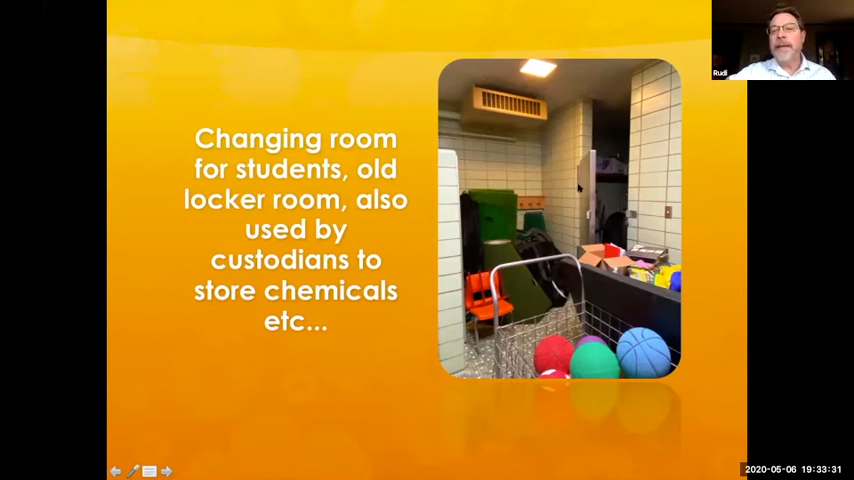 Changing room
for students, old
locker room, also
used by
custodians to
store chemicals
etc...
Rudi
2020-05-06 19:33:31